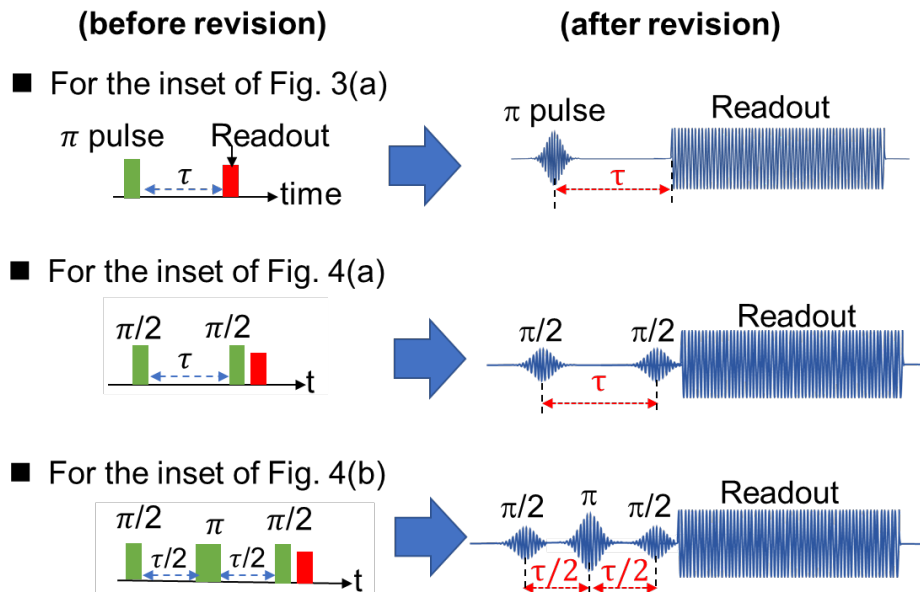 (before revision)
(after revision)
■ For the inset of Fig. 3(a)
π pulse
Readout
τ
time
π pulse
Readout
τ
■ For the inset of Fig. 4(a)
π/2
π/2
τ
t
π/2
π/2
Readout
τ
■ For the inset of Fig. 4(b)
π/2
π
π/2
τ/2
τ/2
t
π/2
π
π/2
Readout
τ/2
τ/2